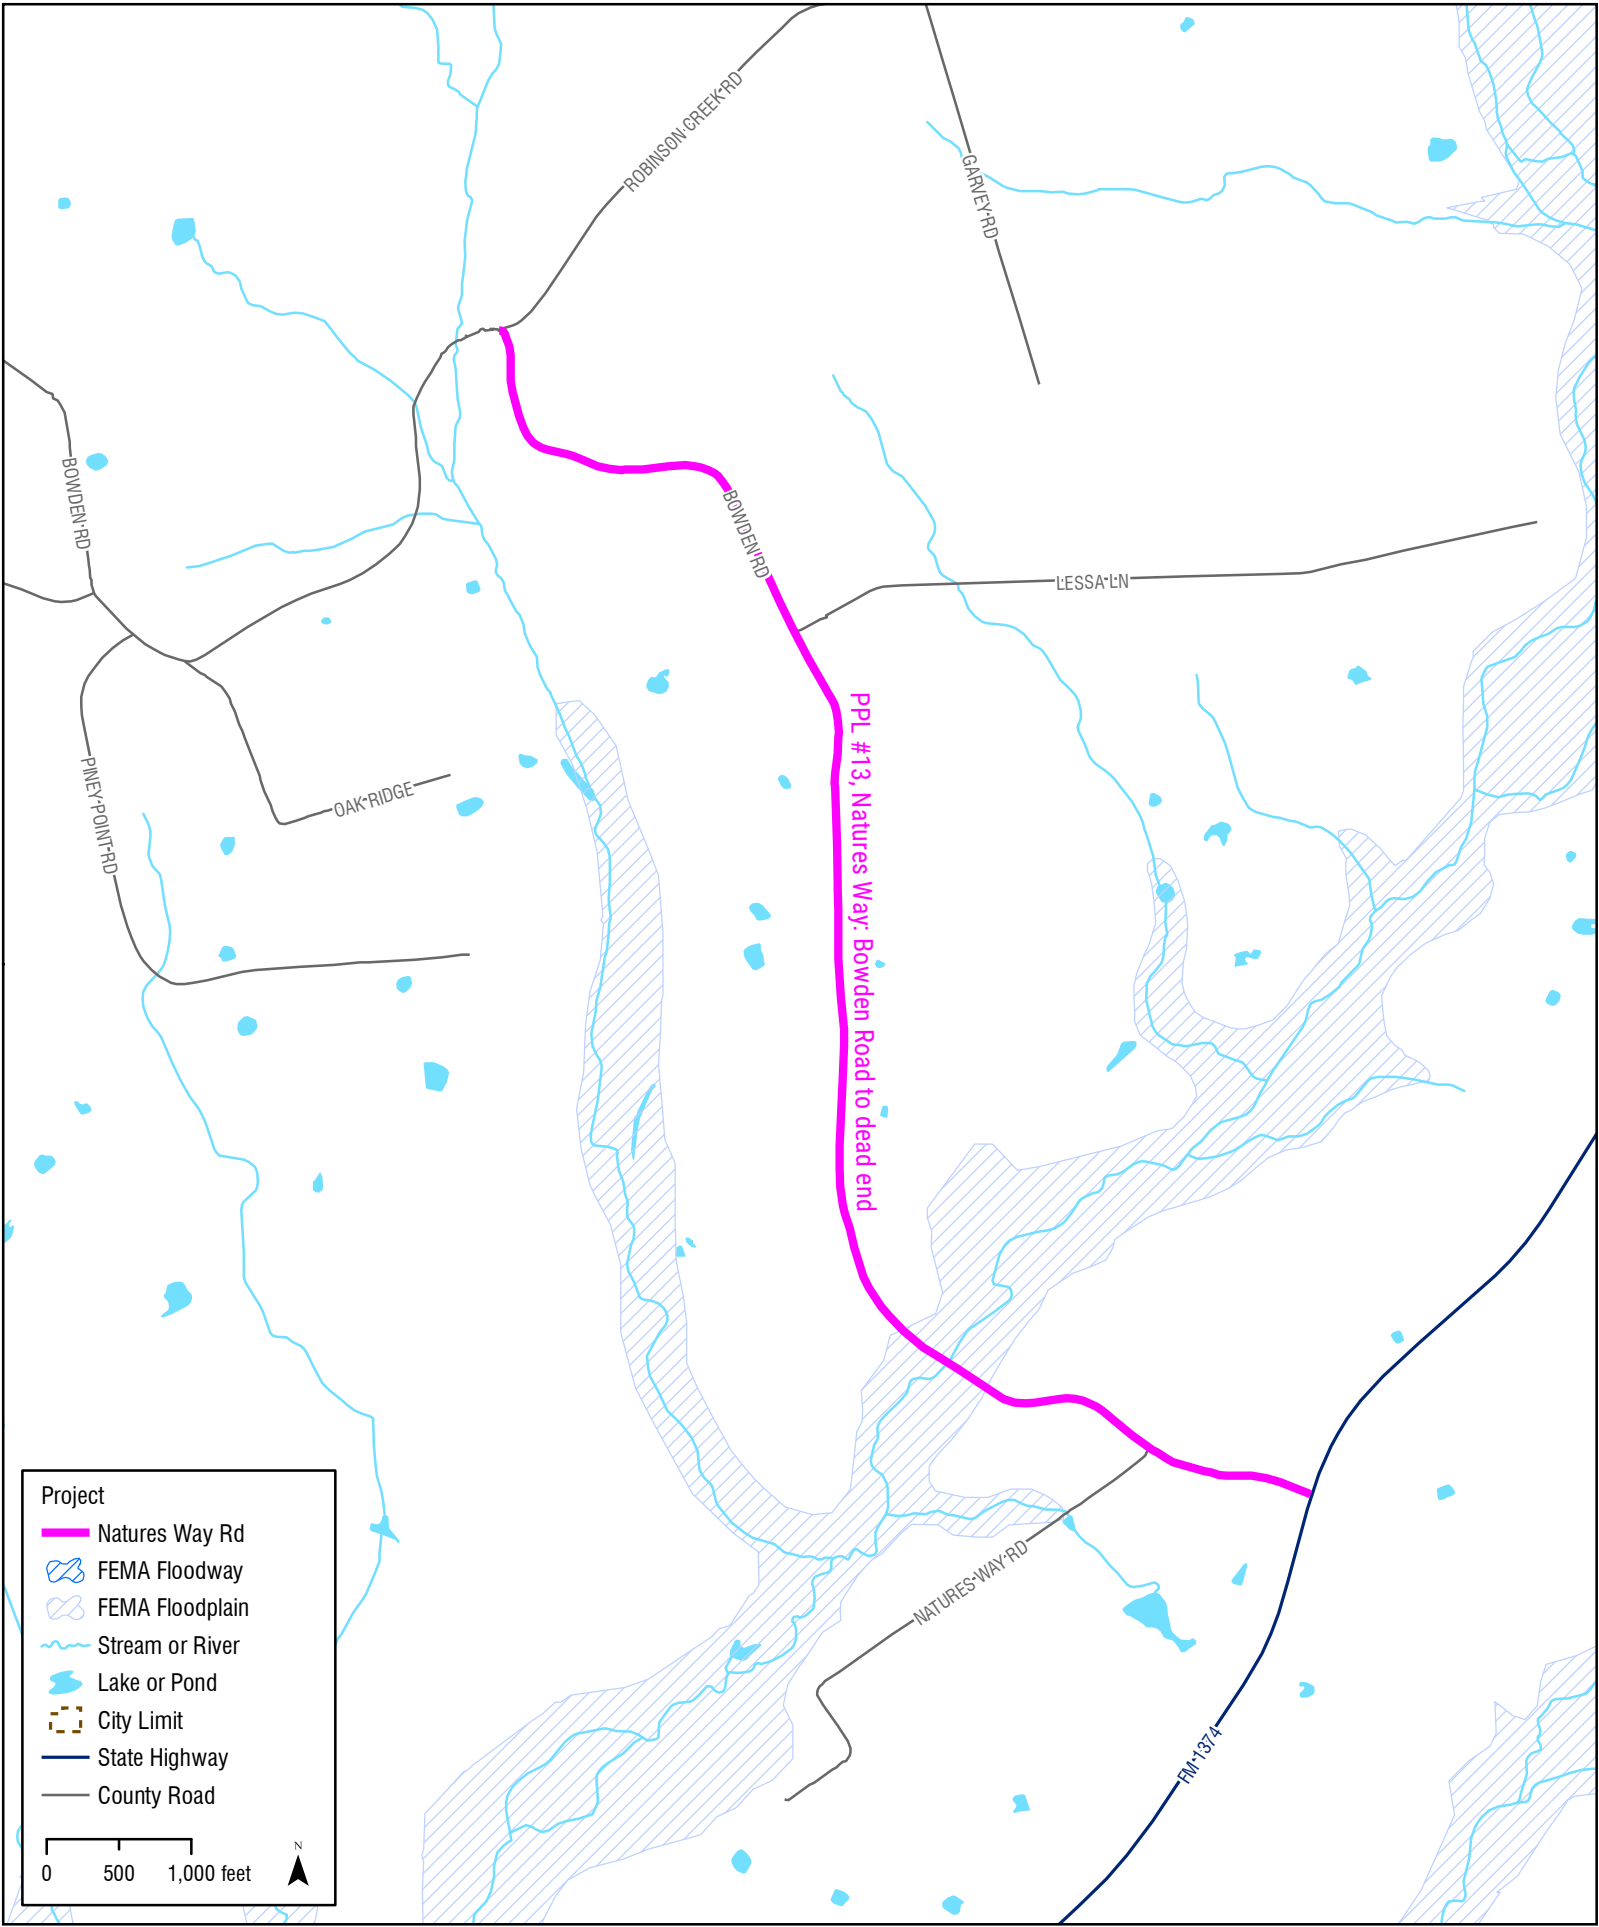 ROBINSON CREEK RD
GARVEY RD
BOWDEN RD
BOWDEN RD
LESSA LN
PPL #13, Natures Way: Bowden Road to dead end
PINEY POINT RD
OAK RIDGE
NATURES WAY RD
FM 1374
Project
Natures Way Rd
FEMA Floodway
FEMA Floodplain
Stream or River
Lake or Pond
City Limit
State Highway
County Road
N
0 500 1,000 feet